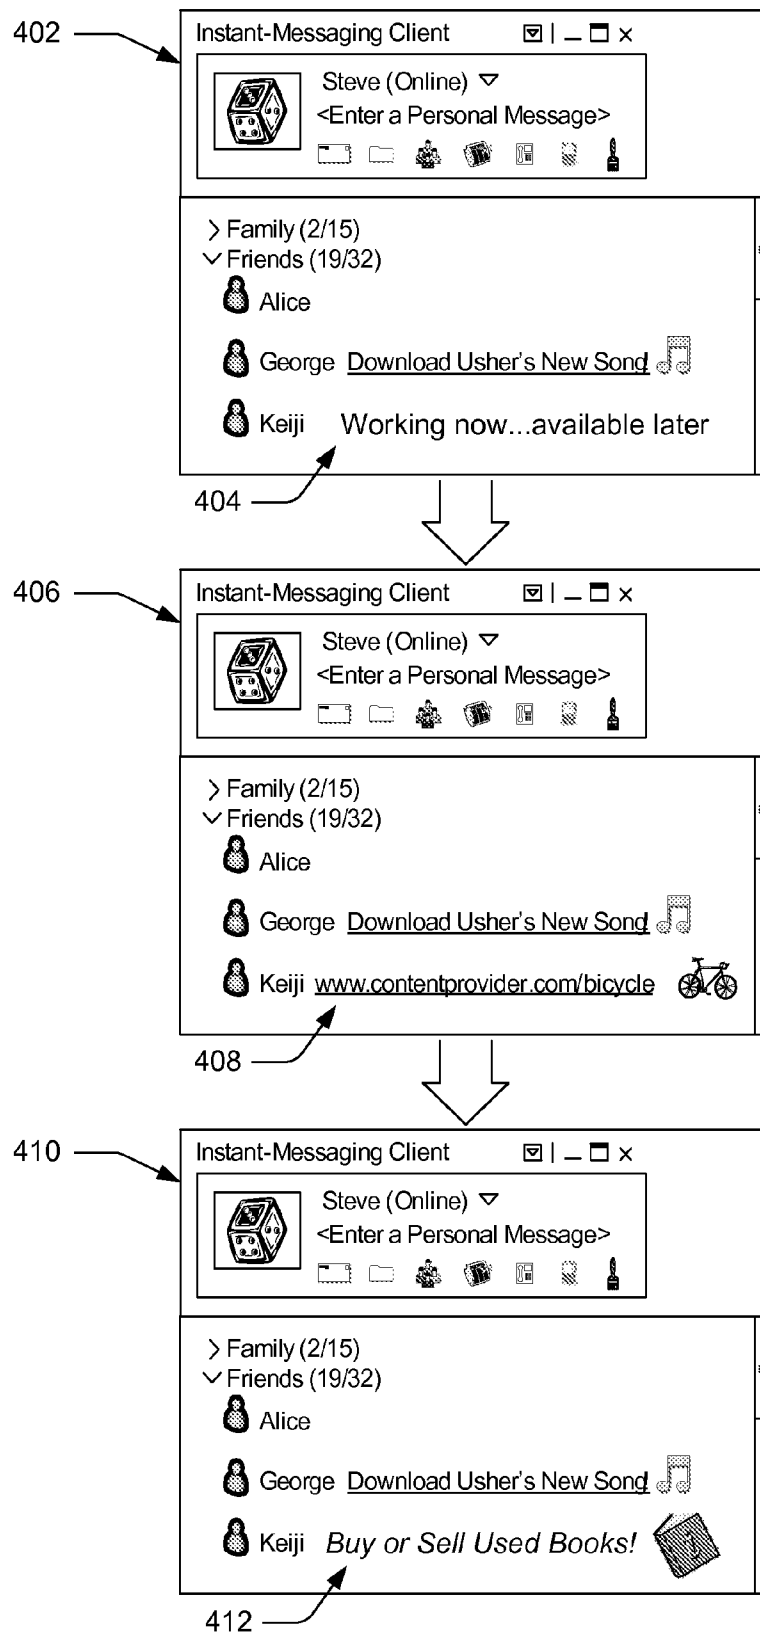 402
Instant-Messaging Client
Steve (Online)
<Enter a Personal Message>
Family (2/15)
Friends (19/32)
Alice
George Download Usher's New Song!
Keiji Working now...available later
404
406
Instant-Messaging Client
Steve (Online)
<Enter a Personal Message>
Family (2/15)
Friends (19/32)
Alice
George Download Usher's New Song!
Keiji www.contentprovider.com/bicycle
408
410
Instant-Messaging Client
Steve (Online)
<Enter a Personal Message>
Family (2/15)
Friends (19/32)
Alice
George Download Usher's New Song!
Keiji Buy or Sell Used Books!
412